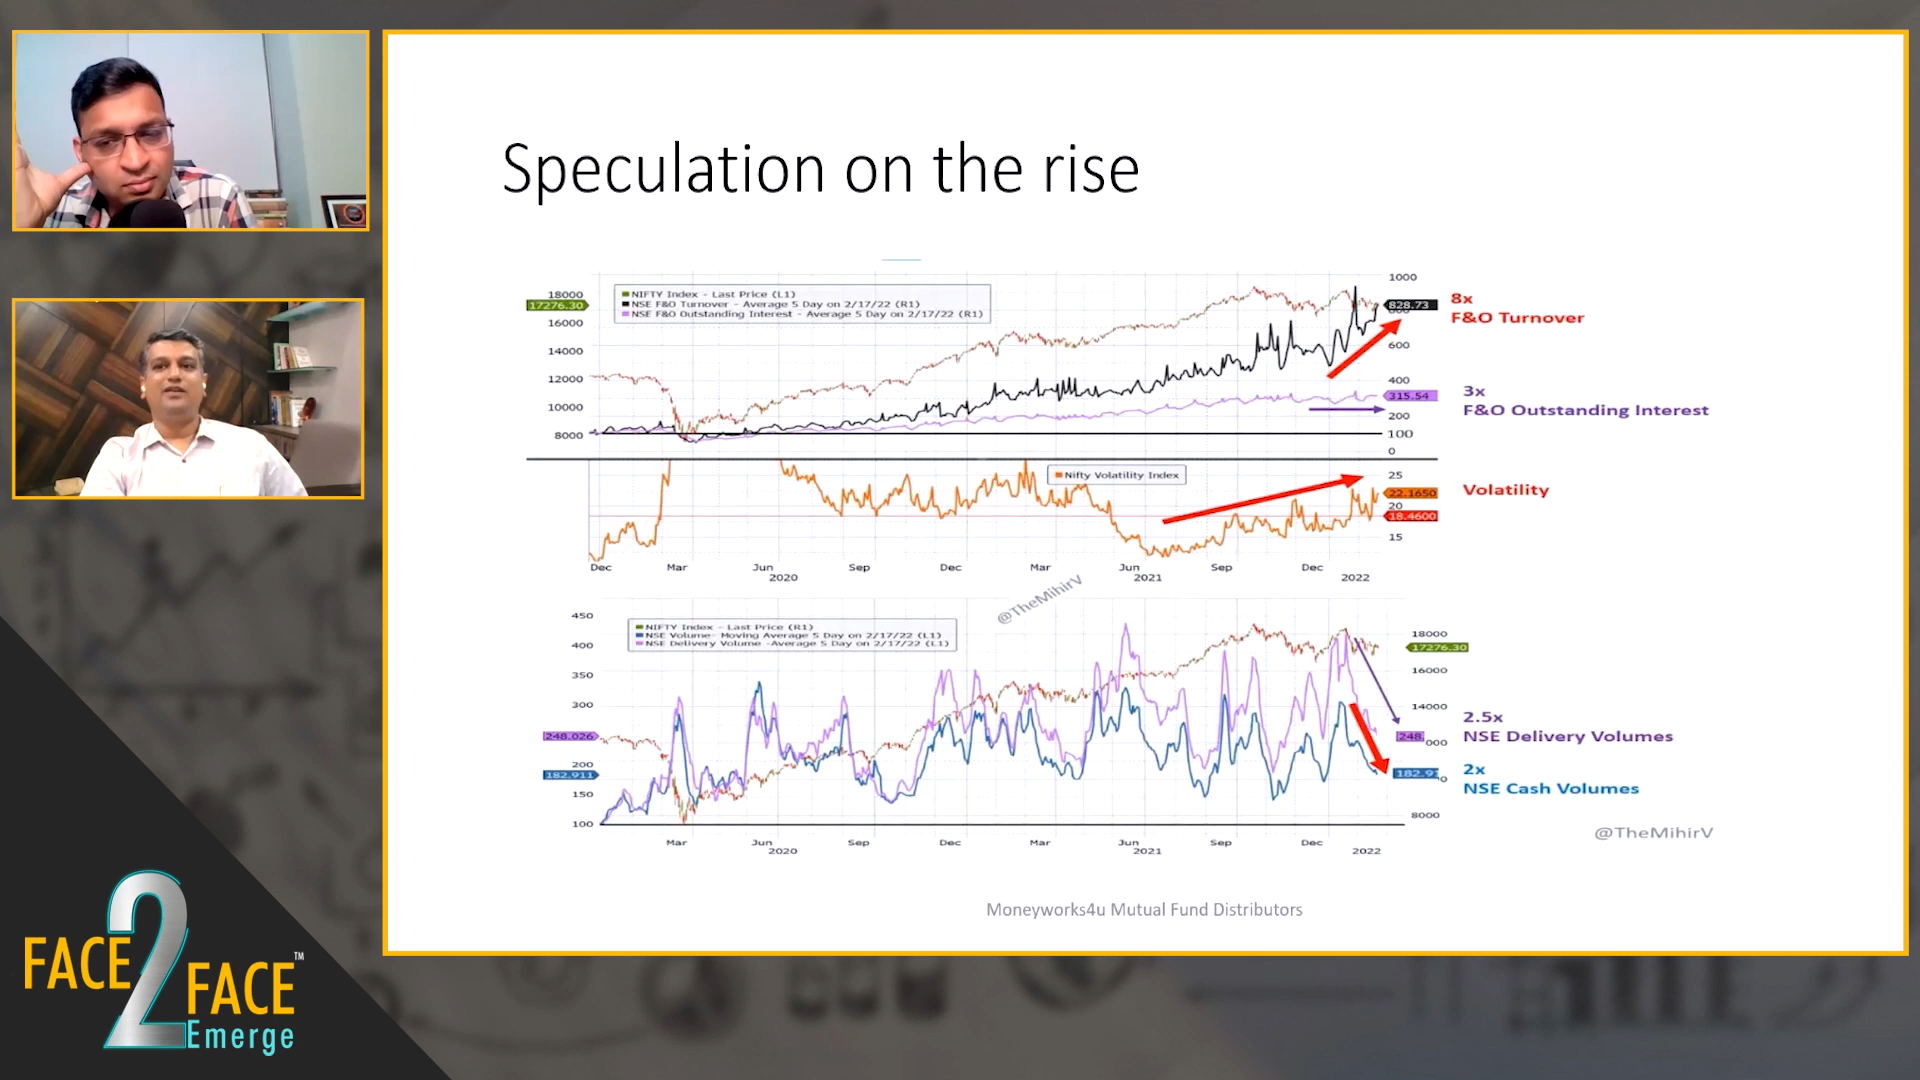 Speculation on the rise
NIFTY Index - Last Price (L1)
NSE F&O Turnover - Average 5 Day on 2/17/22 (R1)
NSE F&O Outstanding Interest - Average 5 Day on 2/17/22 (R1)
18000
17276.30
16000
14000
12000
10000
8000
1000
828.73
600
400
315.54
200
100
0
8x
F&O Turnover
3x
F&O Outstanding Interest
Nifty Volatility Index
25
22.1650
20
18.4600
15
Volatility
Dec Mar Jun Sep Dec Mar Jun Sep Dec
2020 2021 2022
@TheMihirV
NIFTY Index - Last Price (R1)
NSE Volume- Moving Average 5 Day on 2/17/22 (L1)
NSE Delivery Volume -Average 5 Day on 2/17/22 (L1)
450
400
350
300
248.026
200
182.911
150
100
18000
17276.30
16000
14000
248.
000
182.91
0
8000
2.5x
NSE Delivery Volumes
2x
NSE Cash Volumes
Mar Jun Sep Dec Mar Jun Sep Dec
2020 2021 2022
@TheMihirV
Moneyworks4u Mutual Fund Distributors
FACE 2 FACE™
Emerge